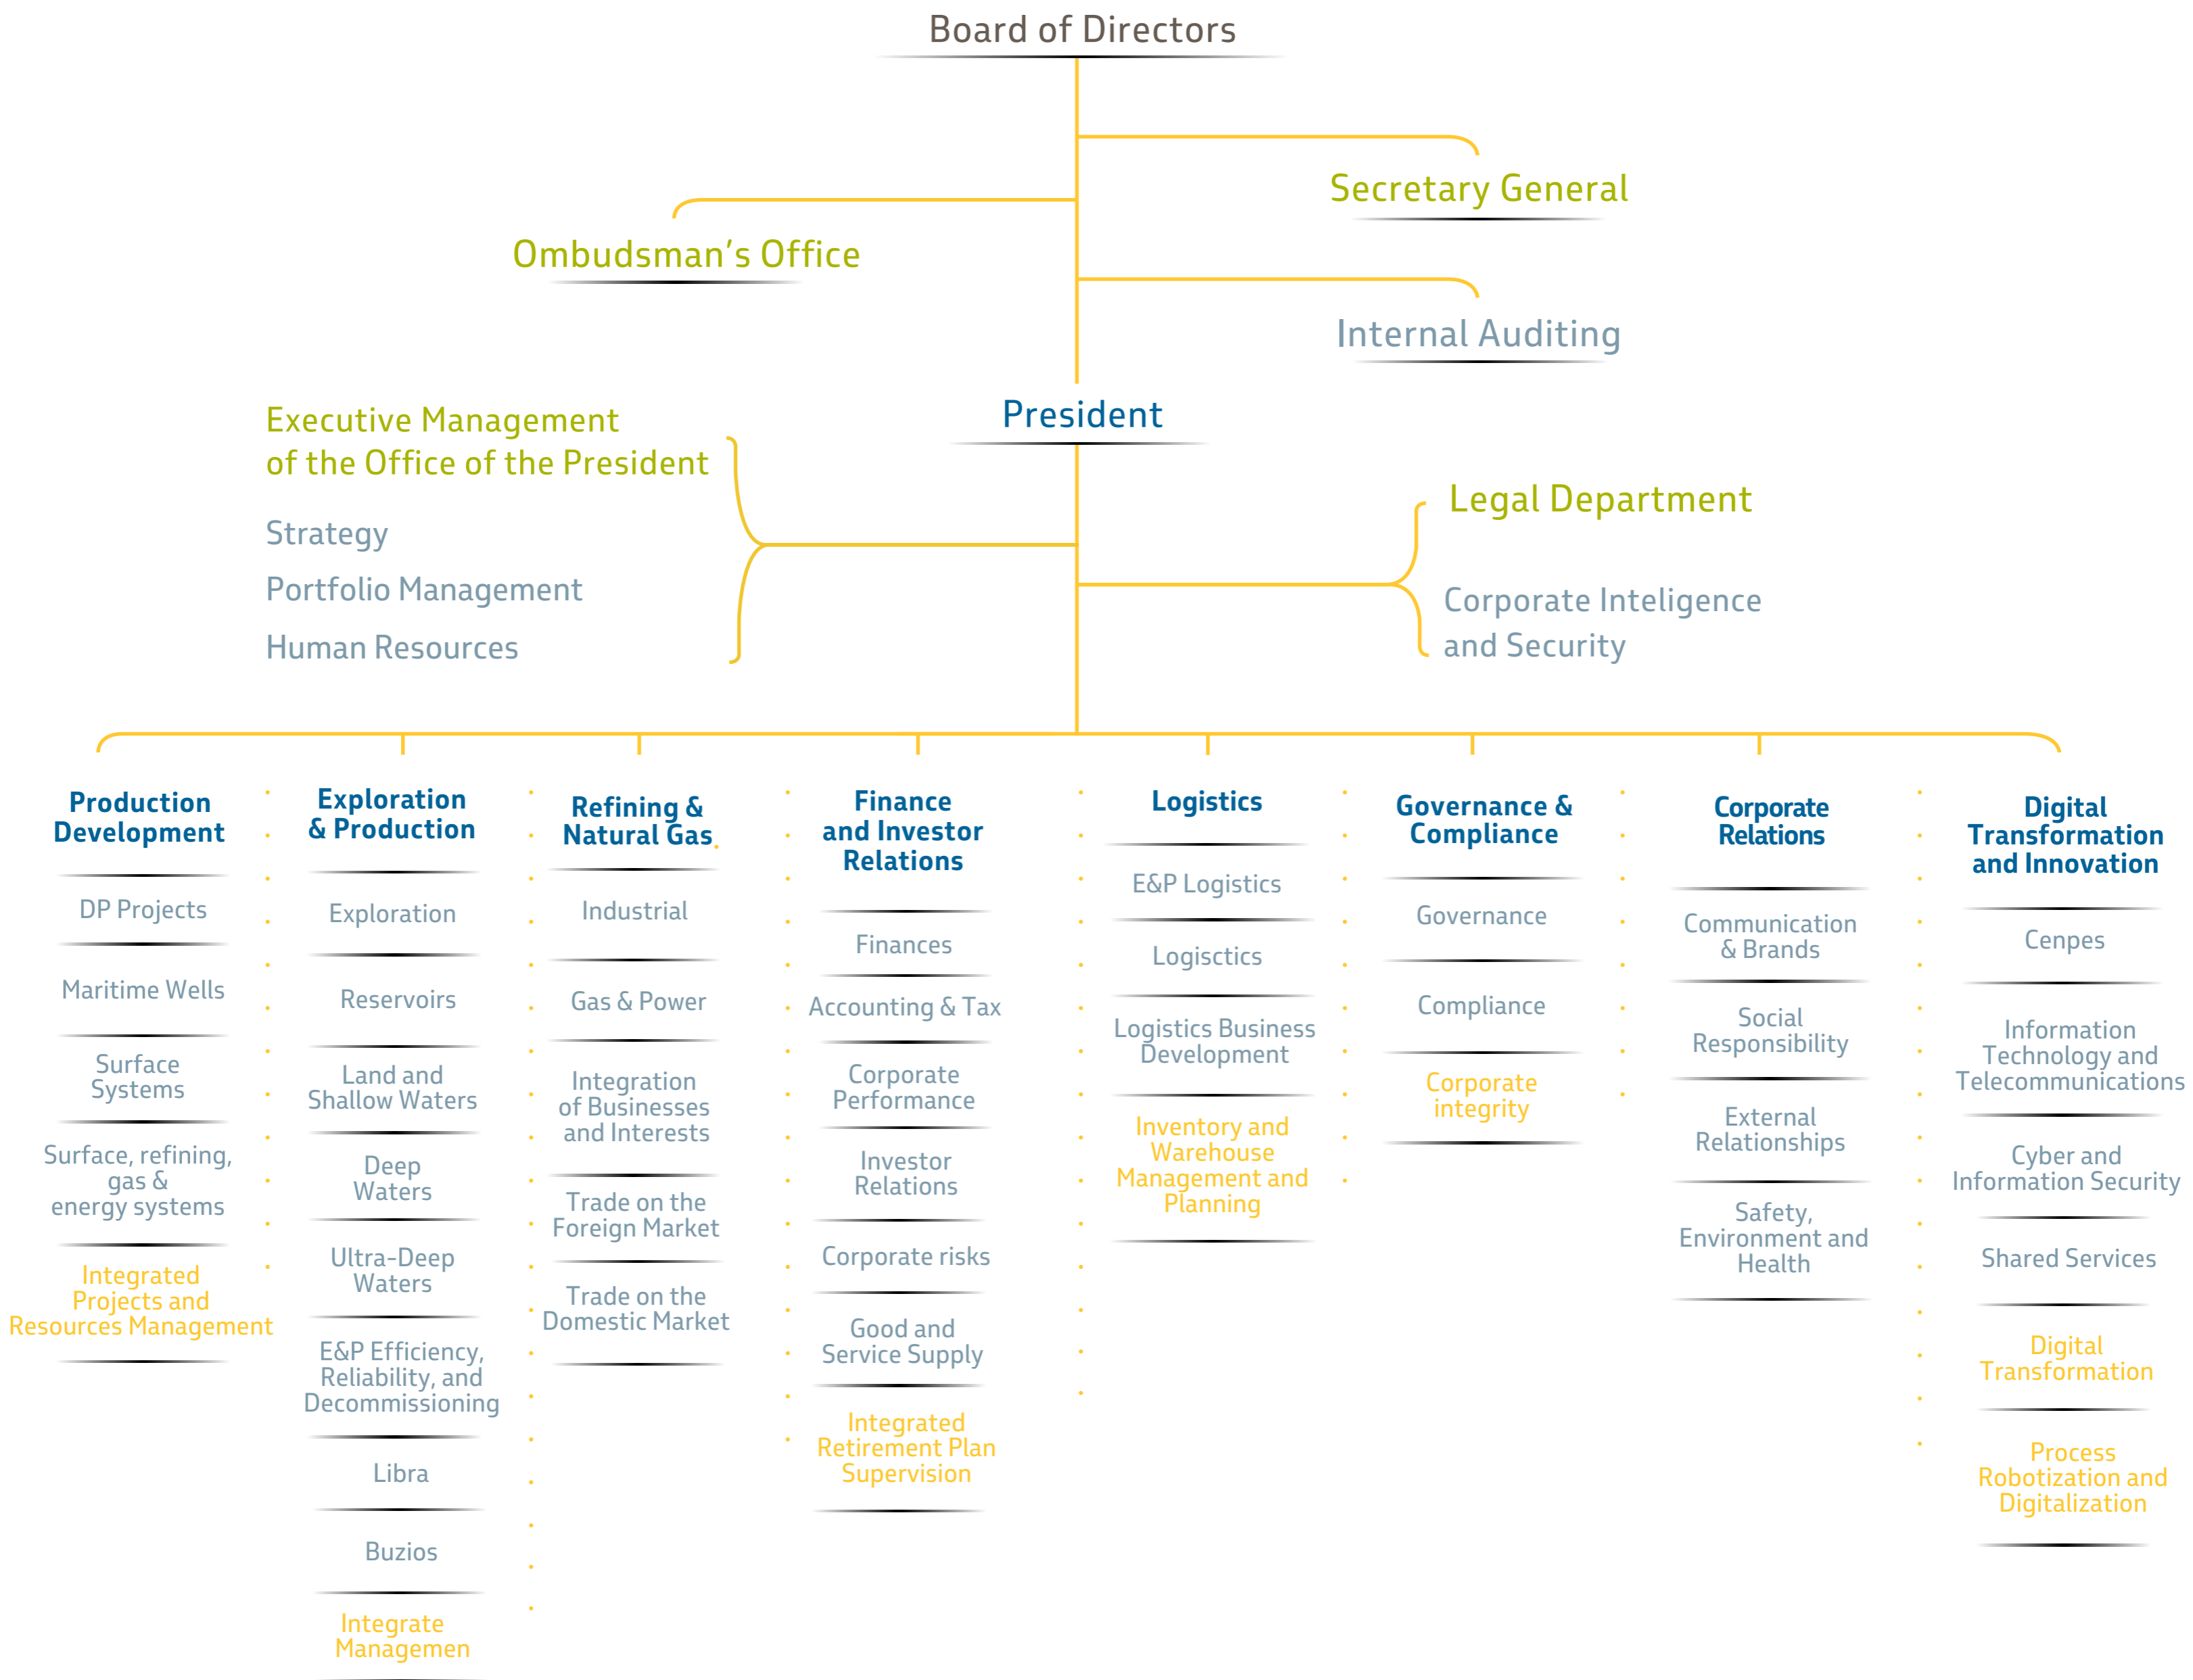 Board of Directors
Secretary General
Ombudsman’s Office
Internal Auditing
President
Executive Management
of the Office of the President
Strategy
Portfolio Management
Human Resources
Legal Department
Corporate Inteligence
and Security
Production
Development
DP Projects
Maritime Wells
Surface
Systems
Surface, refining,
gas &
energy systems
Integrated
Projects and
Resources Management
Exploration
& Production
Exploration
Reservoirs
Land and
Shallow Waters
Deep
Waters
Ultra-Deep
Waters
E&P Efficiency,
Reliability, and
Decommissioning
Libra
Buzios
Integrate
Managemen
Refining &
Natural Gas
Industrial
Gas & Power
Integration
of Businesses
and Interests
Trade on the
Foreign Market
Trade on the
Domestic Market
Finance
and Investor
Relations
Finances
Accounting & Tax
Corporate
Performance
Investor
Relations
Corporate risks
Good and
Service Supply
Integrated
Retirement Plan
Supervision
Logistics
E&P Logistics
Logisctics
Logistics Business
Development
Inventory and
Warehouse
Management and
Planning
Governance &
Compliance
Governance
Compliance
Corporate
integrity
Corporate
Relations
Communication
& Brands
Social
Responsibility
External
Relationships
Safety,
Environment and
Health
Digital
Transformation
and Innovation
Cenpes
Information
Technology and
Telecommunications
Cyber and
Information Security
Shared Services
Digital
Transformation
Process
Robotization and
Digitalization